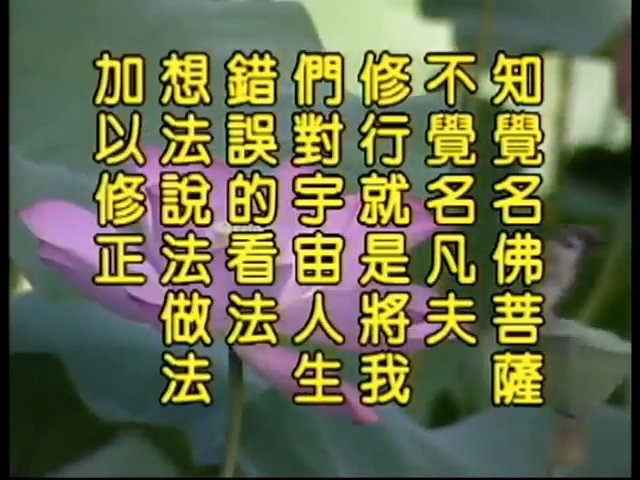 知覺名佛菩薩
不覺名凡夫
修行就是將我
們對宇宙人生
錯誤的看法
想法說法做法
加以修正